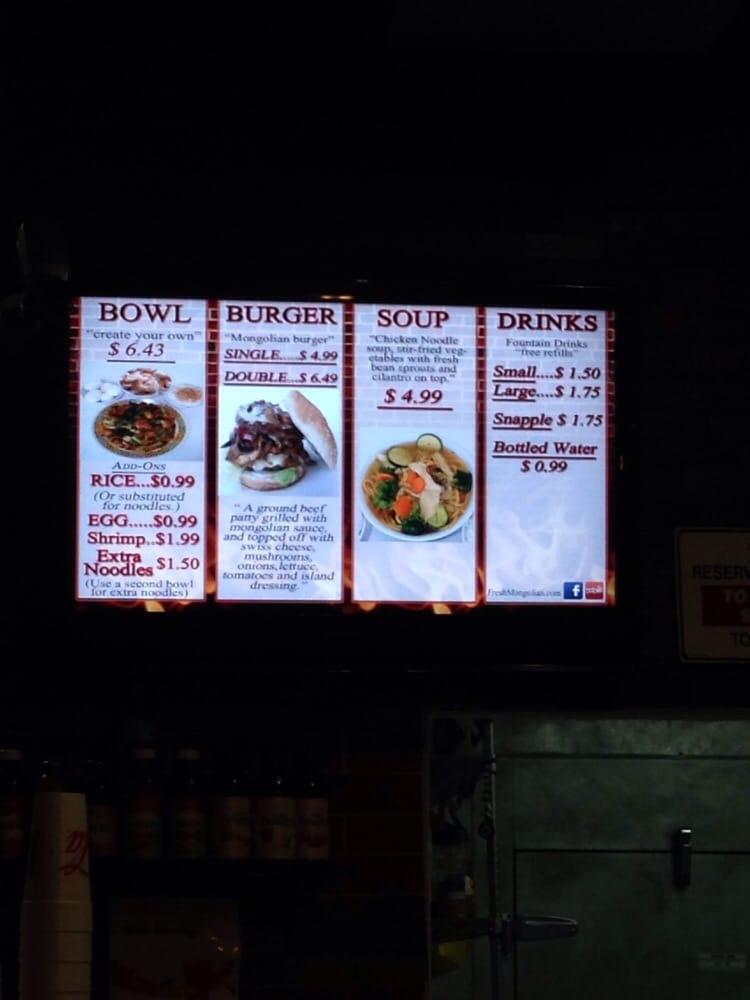 BOWL
"create your own"
$ 6.43
ADD-ONS
RICE...$0.99
(Or substituted
for noodles.)
EGG.....$0.99
Shrimp..$1.99
Extra
Noodles $1.50
(Use a second bowl
for extra noodles)
BURGER
"Mongolian burger"
SINGLE....$ 4.99
DOUBLE...$ 6.49
" A ground beef
patty grilled with
mongolian sauce,
and topped off with
swiss cheese,
mushrooms,
onions, lettuce,
tomatoes and island
dressing."
SOUP
"Chicken Noodle
soup, stir-fried veg-
etables with fresh
bean sprouts and
cilantro on top."
$ 4.99
DRINKS
Fountain Drinks
"free refills"
Small....$ 1.50
Large....$ 1.75
Snapple $ 1.75
Bottled Water
$ 0.99
FreshMongolian.com f yelp
RESERV
TO
TO